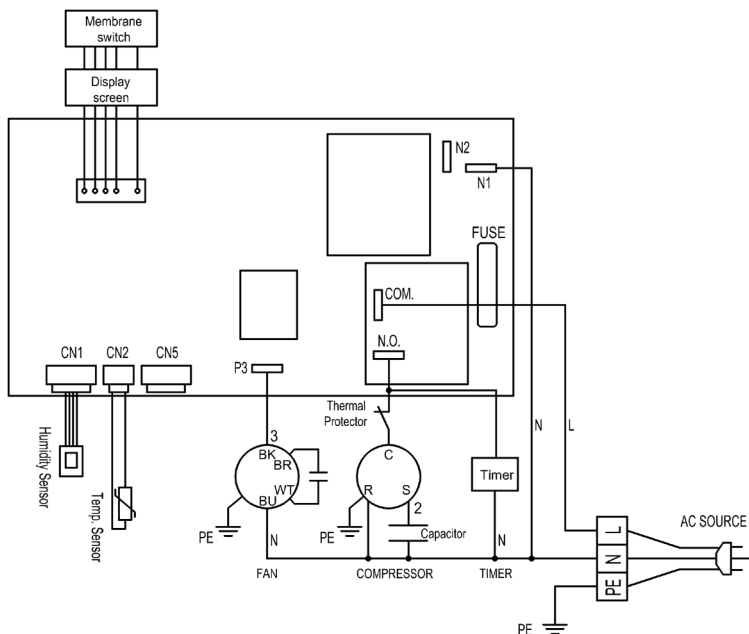 Membrane
switch
Display
screen
N2
N1
FUSE
COM.
N.O.
CN1
CN2
CN5
P3
Thermal
Protector
3
BK
BR
WT
BU
C
R
S
2
Timer
N
L
Humidity Sensor
Temp. Sensor
PE
N
PE
Capacitor
N
L
N
PE
AC SOURCE
FAN
COMPRESSOR
TIMER
PE